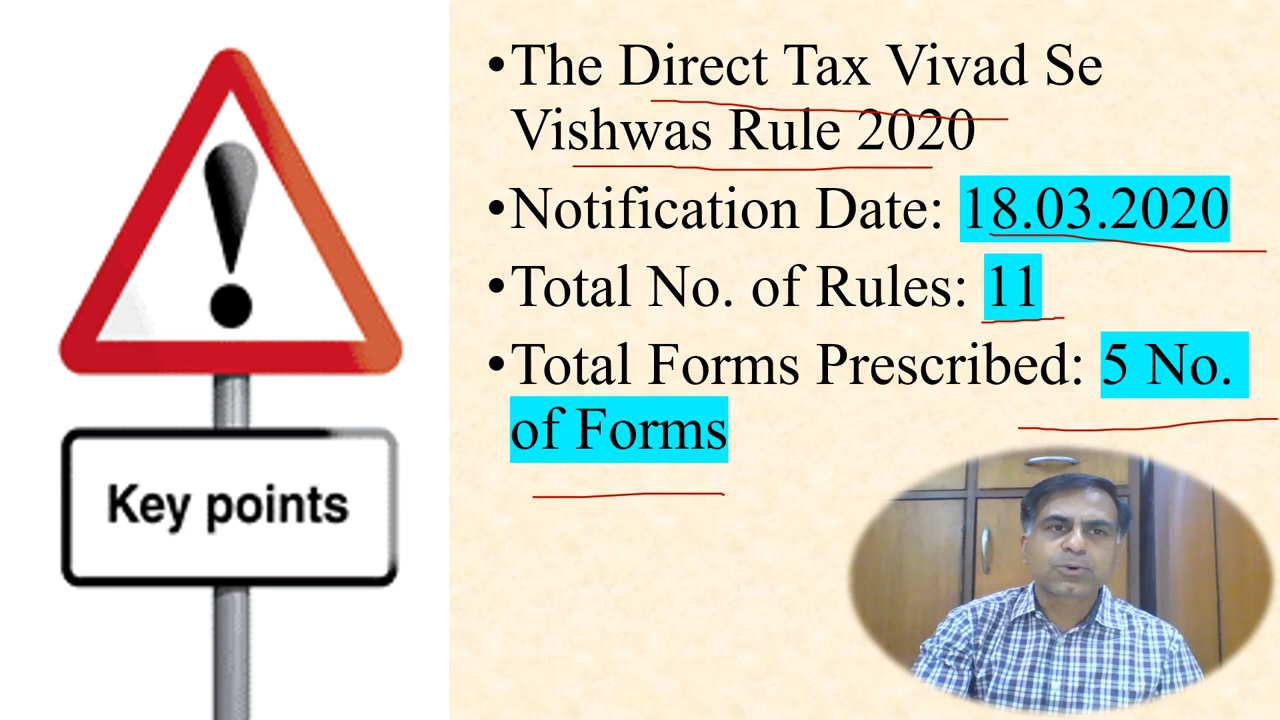 •The Direct Tax Vivad Se
Vishwas Rule 2020
•Notification Date: 18.03.2020
•Total No. of Rules: 11
•Total Forms Prescribed: 5 No.
of Forms
Key points